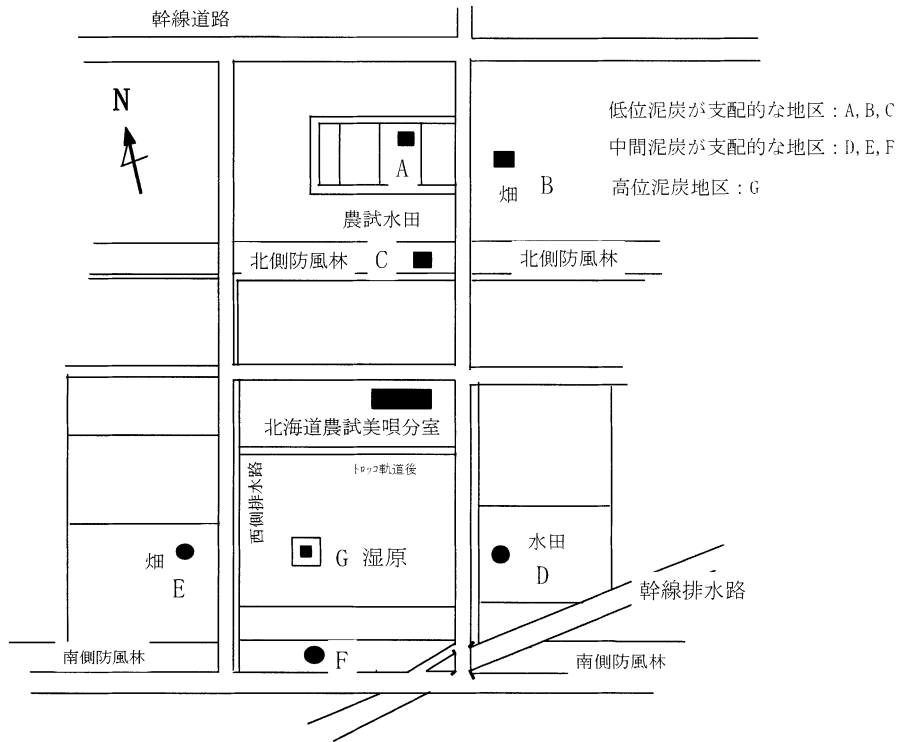 幹線道路
N
低位泥炭が支配的な地区：A,B,C
中間泥炭が支配的な地区：D,E,F
高位泥炭地区：G
A
畑 B
農試水田
北側防風林 C
北側防風林
北海道農試美唄分室
トロッコ軌道後
西側排水路
G 湿原
水田
D
畑
E
幹線排水路
南側防風林
F
南側防風林